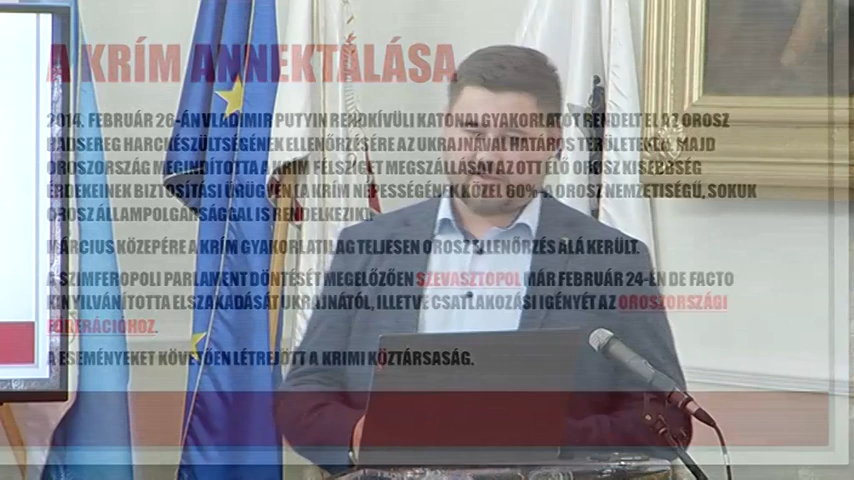 A KRÍM ANNEKTÁLÁSA
2014. FEBRUÁR 26-ÁN VLADIMIR PUTYIN RENDKÍVÜLI KATONAI GYAKORLATOT RENDELT EL AZ OROSZ
HADSEREG HARCKÉSZÜLTSÉGÉNEK ELLENŐRZÉSÉRE AZ UKRAJNÁVAL HATÁROS TERÜLETEKEN, MAJD
OROSZORSZÁG MEGINDÍTOTTA A KRÍM FÉLSZIGET MEGSZÁLLÁSÁT AZ OTT ÉLŐ OROSZ KISEBBSÉG
ÉRDEKEINEK BIZTOSÍTÁSI ÜRÜGYÉN (A KRÍM NÉPESSÉGÉNEK KÖZEL 60%-A OROSZ NEMZETISÉGŰ, SOKUK
OROSZ ÁLLAMPOLGÁRSÁGGAL IS RENDELKEZIK).
MÁRCIUS KÖZEPÉRE A KRÍM GYAKORLATILAG TELJESEN OROSZ ELLENŐRZÉS ALÁ KERÜLT.
A SZIMFEROPOLI PARLAMENT DÖNTÉSÉT MEGELŐZŐEN SZEVASZTOPOL MÁR FEBRUÁR 24-ÉN DE FACTO
KINYILVÁNÍTOTTA ELSZAKADÁSÁT UKRAJNÁTÓL, ILLETVE CSATLAKOZÁSI IGÉNYÉT AZ OROSZORSZÁGI
FÖDERÁCIÓHOZ.
A ESEMÉNYEKET KÖVETŐEN LÉTREJÖTT A KRIMI KÖZTÁRSASÁG.